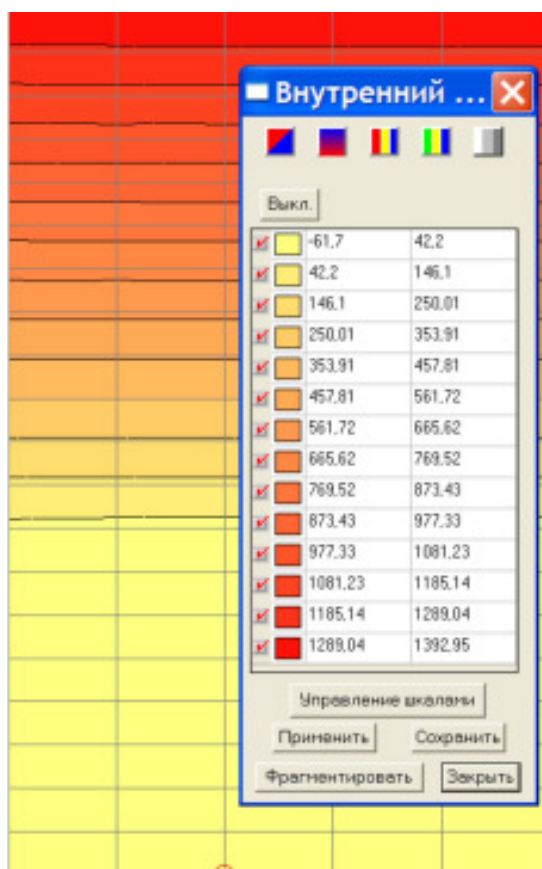 Внутренний ...
Выкл.
-61,7 42,2
42,2 146,1
146,1 250,01
250,01 353,91
353,91 457,81
457,81 561,72
561,72 665,62
665,62 769,52
769,52 873,43
873,43 977,33
977,33 1081,23
1081,23 1185,14
1185,14 1289,04
1289,04 1392,95
Управление шкалами
Применить Сохранить
Фрагментировать Закрыть